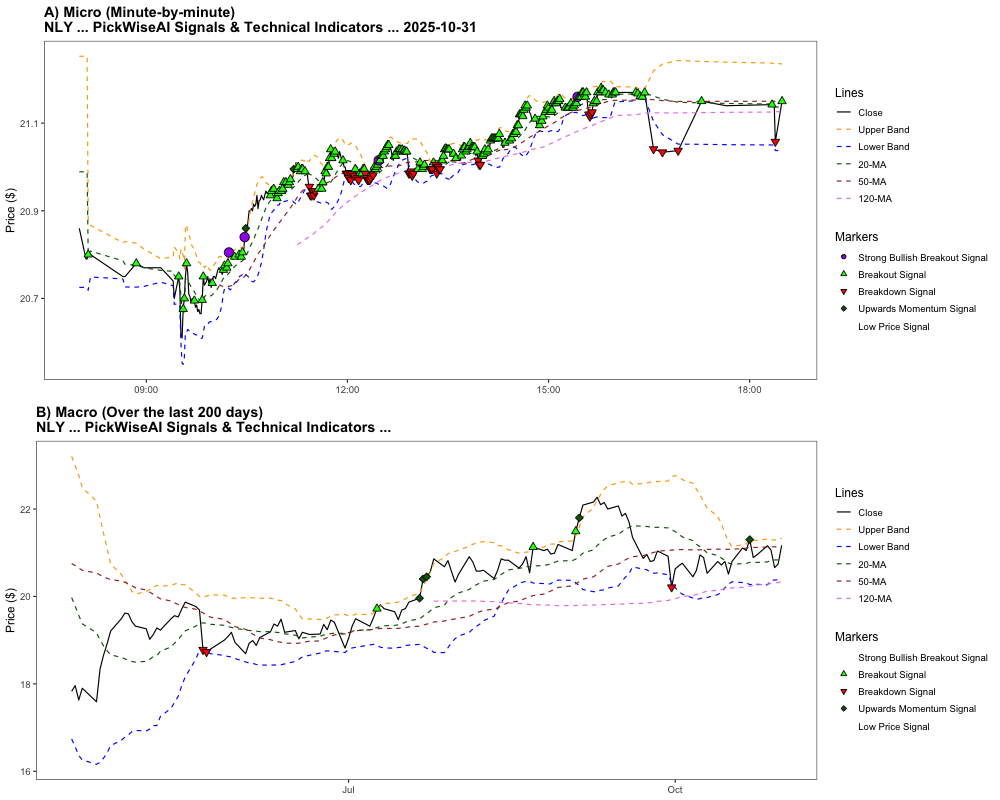 A) Micro (Minute-by-minute)
NLY ... PickWiseAI Signals & Technical Indicators ... 2025-10-31
Price ($)
21.1
20.9
20.7
09:00
12:00
15:00
18:00
Lines
Close
Upper Band
Lower Band
20-MA
50-MA
120-MA
Markers
Strong Bullish Breakout Signal
Breakout Signal
Breakdown Signal
Upwards Momentum Signal
Low Price Signal
B) Macro (Over the last 200 days)
NLY ... PickWiseAI Signals & Technical Indicators ...
Price ($)
22
20
18
16
Jul
Oct
Lines
Close
Upper Band
Lower Band
20-MA
50-MA
120-MA
Markers
Strong Bullish Breakout Signal
Breakout Signal
Breakdown Signal
Upwards Momentum Signal
Low Price Signal